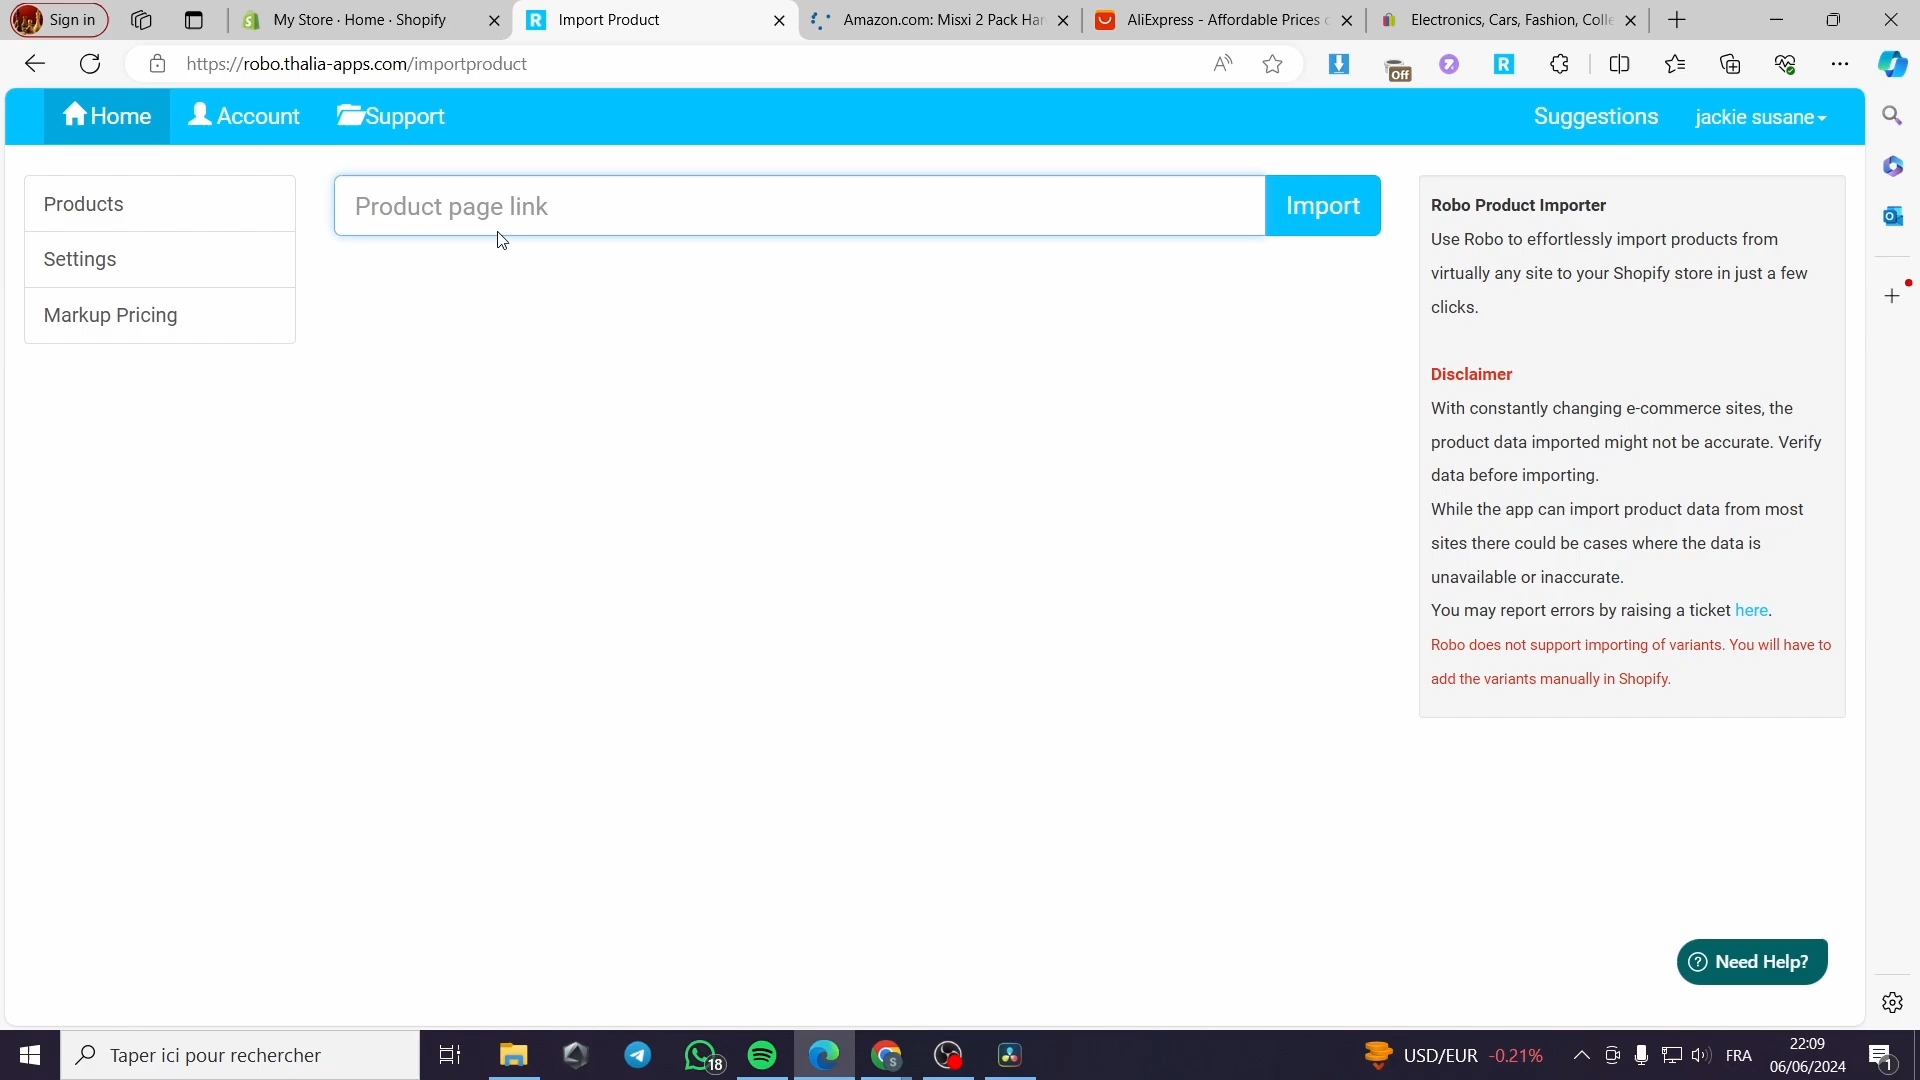 Sign in
My Store · Home · Shopify
R
Import Product
Amazon.com: Misxi 2 Pack Har
AliExpress - Affordable Prices
Electronics, Cars, Fashion, Colle
https://robo.thalia-apps.com/importproduct
Off
R
Home
Account
Support
Suggestions
jackie susane
Products
Settings
Markup Pricing
Product page link
Import
Robo Product Importer
Use Robo to effortlessly import products from
virtually any site to your Shopify store in just a few
clicks.
Disclaimer
With constantly changing e-commerce sites, the
product data imported might not be accurate. Verify
data before importing.
While the app can import product data from most
sites there could be cases where the data is
unavailable or inaccurate.
You may report errors by raising a ticket here.
Robo does not support importing of variants. You will have to
add the variants manually in Shopify.
Need Help?
Taper ici pour rechercher
18
USD/EUR -0.21%
FRA
22:09
06/06/2024
1